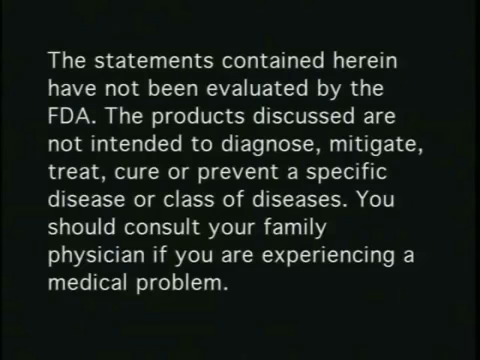 The statements contained herein
have not been evaluated by the
FDA. The products discussed are
not intended to diagnose, mitigate,
treat, cure or prevent a specific
disease or class of diseases. You
should consult your family
physician if you are experiencing a
medical problem.